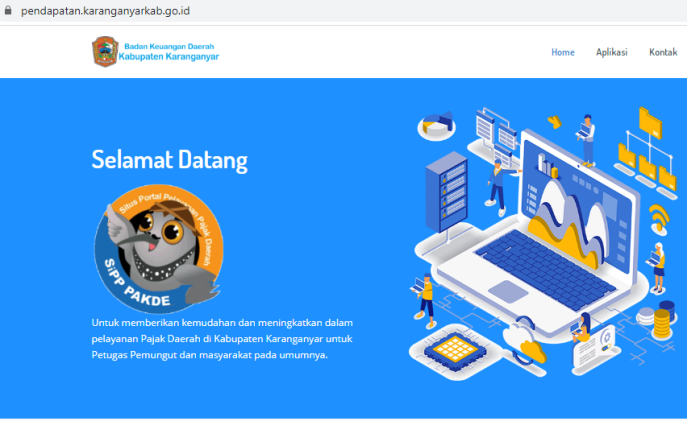 pendapatan.karanganyarkab.go.id
Badan Keuangan Daerah
Kabupaten Karanganyar
Home Aplikasi Kontak
Selamat Datang
Situs Portal Pelayanan Pajak Daerah
SiPP PAKDE
Untuk memberikan kemudahan dan meningkatkan dalam
pelayanan Pajak Daerah di Kabupaten Karanganyar untuk
Petugas Pemungut dan masyarakat pada umumnya.